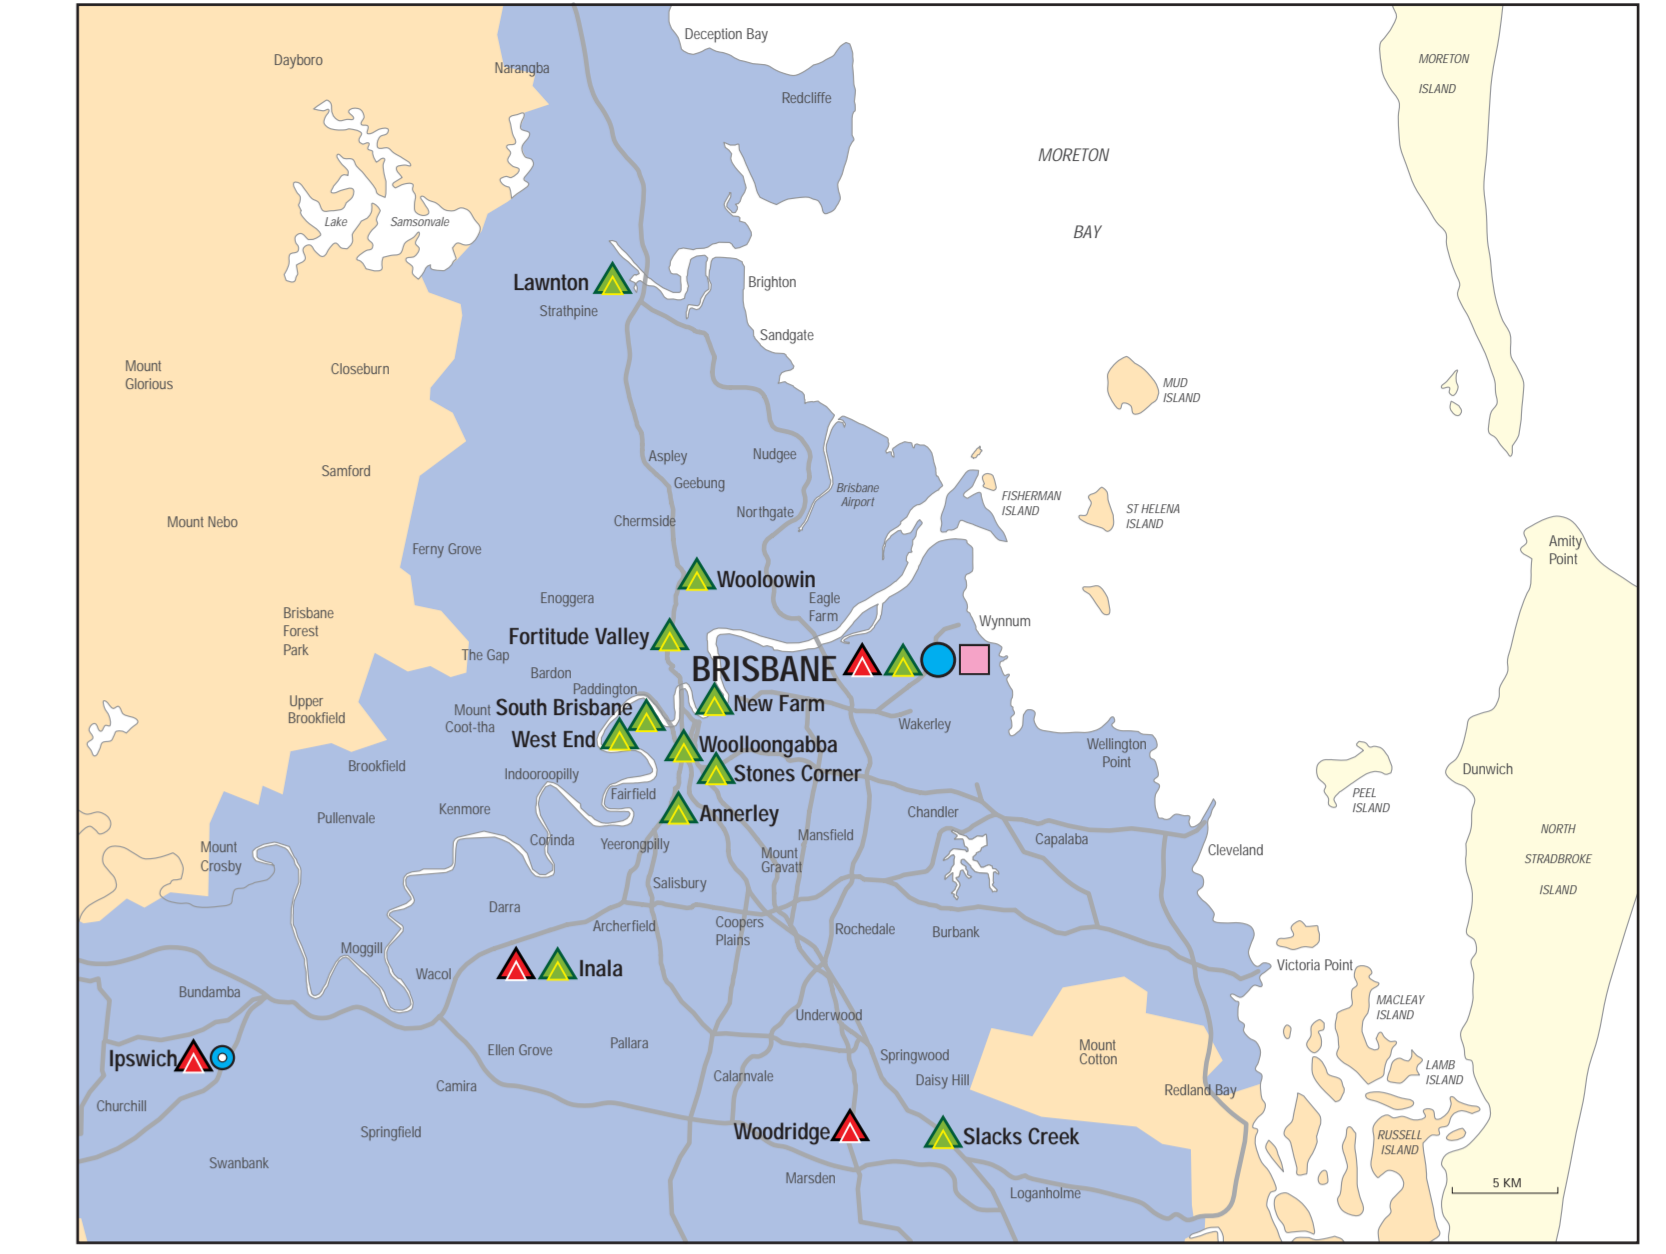 Deception Bay
Dayboro
Narangba
MORETON
ISLAND
Redcliffe
MORETON
BAY
Lake
Samsonvale
Lawnton
Brighton
Strathpine
Sandgate
Mount
Glorious
Closeburn
MUD
ISLAND
Aspley
Nudgee
Samford
Geebung
Brisbane
Airport
FISHERMAN
ISLAND
Northgate
ST HELENA
ISLAND
Mount Nebo
Chermside
Ferny Grove
Amity
Point
Wooloowin
Enoggera
Eagle
Farm
Brisbane
Forest
Park
Wynnum
Fortitude Valley
The Gap
BRISBANE
Bardon
Paddington
Upper
Brookfield
Mount
Coot-tha
South Brisbane
New Farm
Wakerley
West End
Woolloongabba
Wellington
Point
Brookfield
Indooroopilly
Stones Corner
Dunwich
Fairfield
PEEL
ISLAND
Pullenvale
Kenmore
Annerley
Chandler
NORTH
STRADBROKE
ISLAND
Mount
Crosby
Corinda
Yeerongpilly
Mansfield
Capalaba
Cleveland
Mount
Gravatt
Salisbury
Darra
Archerfield
Coopers
Plains
Rochedale
Burbank
Moggill
Wacol
Inala
Victoria Point
Bundamba
MACLEAY
ISLAND
Underwood
Ipswich
Ellen Grove
Pallara
Springwood
Mount
Cotton
Daisy Hill
LAMB
ISLAND
Camira
Calarnvale
Redland Bay
Churchill
Springfield
Woodridge
Slacks Creek
RUSSELL
ISLAND
Swanbank
Marsden
Loganholme
5 KM